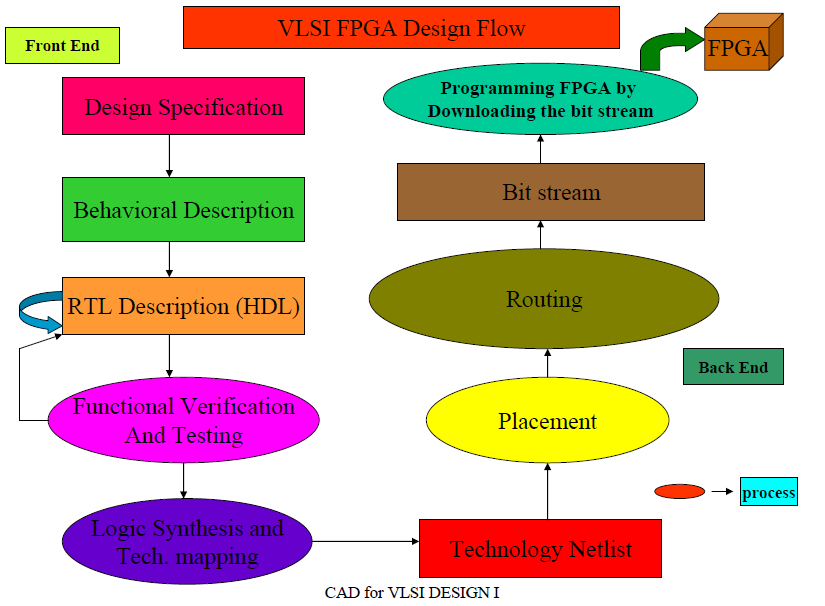 VLSI FPGA Design Flow
Front End
FPGA
Design Specification
Behavioral Description
RTL Description (HDL)
Functional Verification
And Testing
Logic Synthesis and
Tech. mapping
Technology Netlist
Placement
Routing
Bit stream
Programming FPGA by
Downloading the bit stream
Back End
process
CAD for VLSI DESIGN I